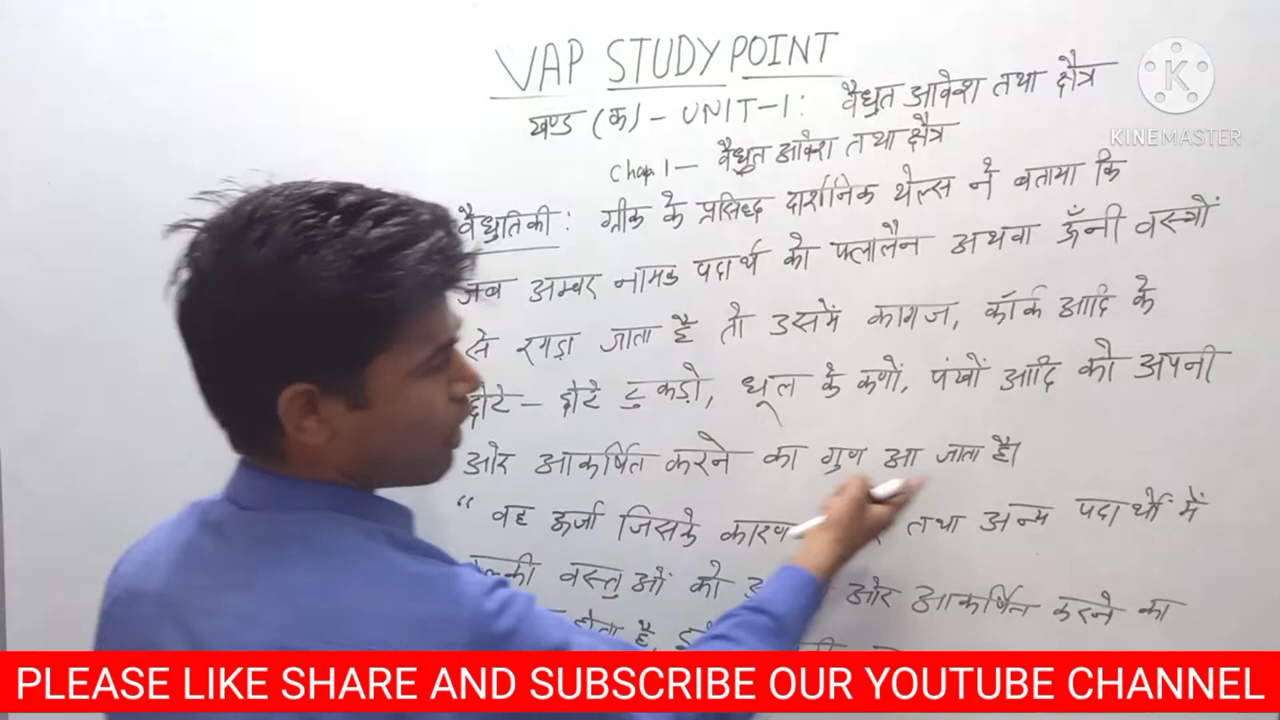 VAP STUDY POINT
खण्ड (क) - UNIT-1: वैद्युत आवेश तथा क्षैत्र
Chap. 1 - वैद्युत आवेश तथा क्षैत्र
वैद्युतिकी: ग्रीक के प्रसिध्द दार्शनिक थेल्स ने बताया कि
जब अम्बर नामक पदार्थ को फ्लालैन अथवा ऊँनी वस्त्रों
से रगड़ा जाता है तो उसमें कागज, कॉर्क आदि के
छोटे-छोटे टुकड़ो, धूल के कणों, पंखों आदि को अपनी
ओर आकर्षित करने का गुण आ जाता है।
“वह ऊर्जा जिसके कारण तथा अन्य पदार्थों में
वस्तुओं को ओर आकर्षित करने का
होता है,
KINEMASTER
PLEASE LIKE SHARE AND SUBSCRIBE OUR YOUTUBE CHANNEL